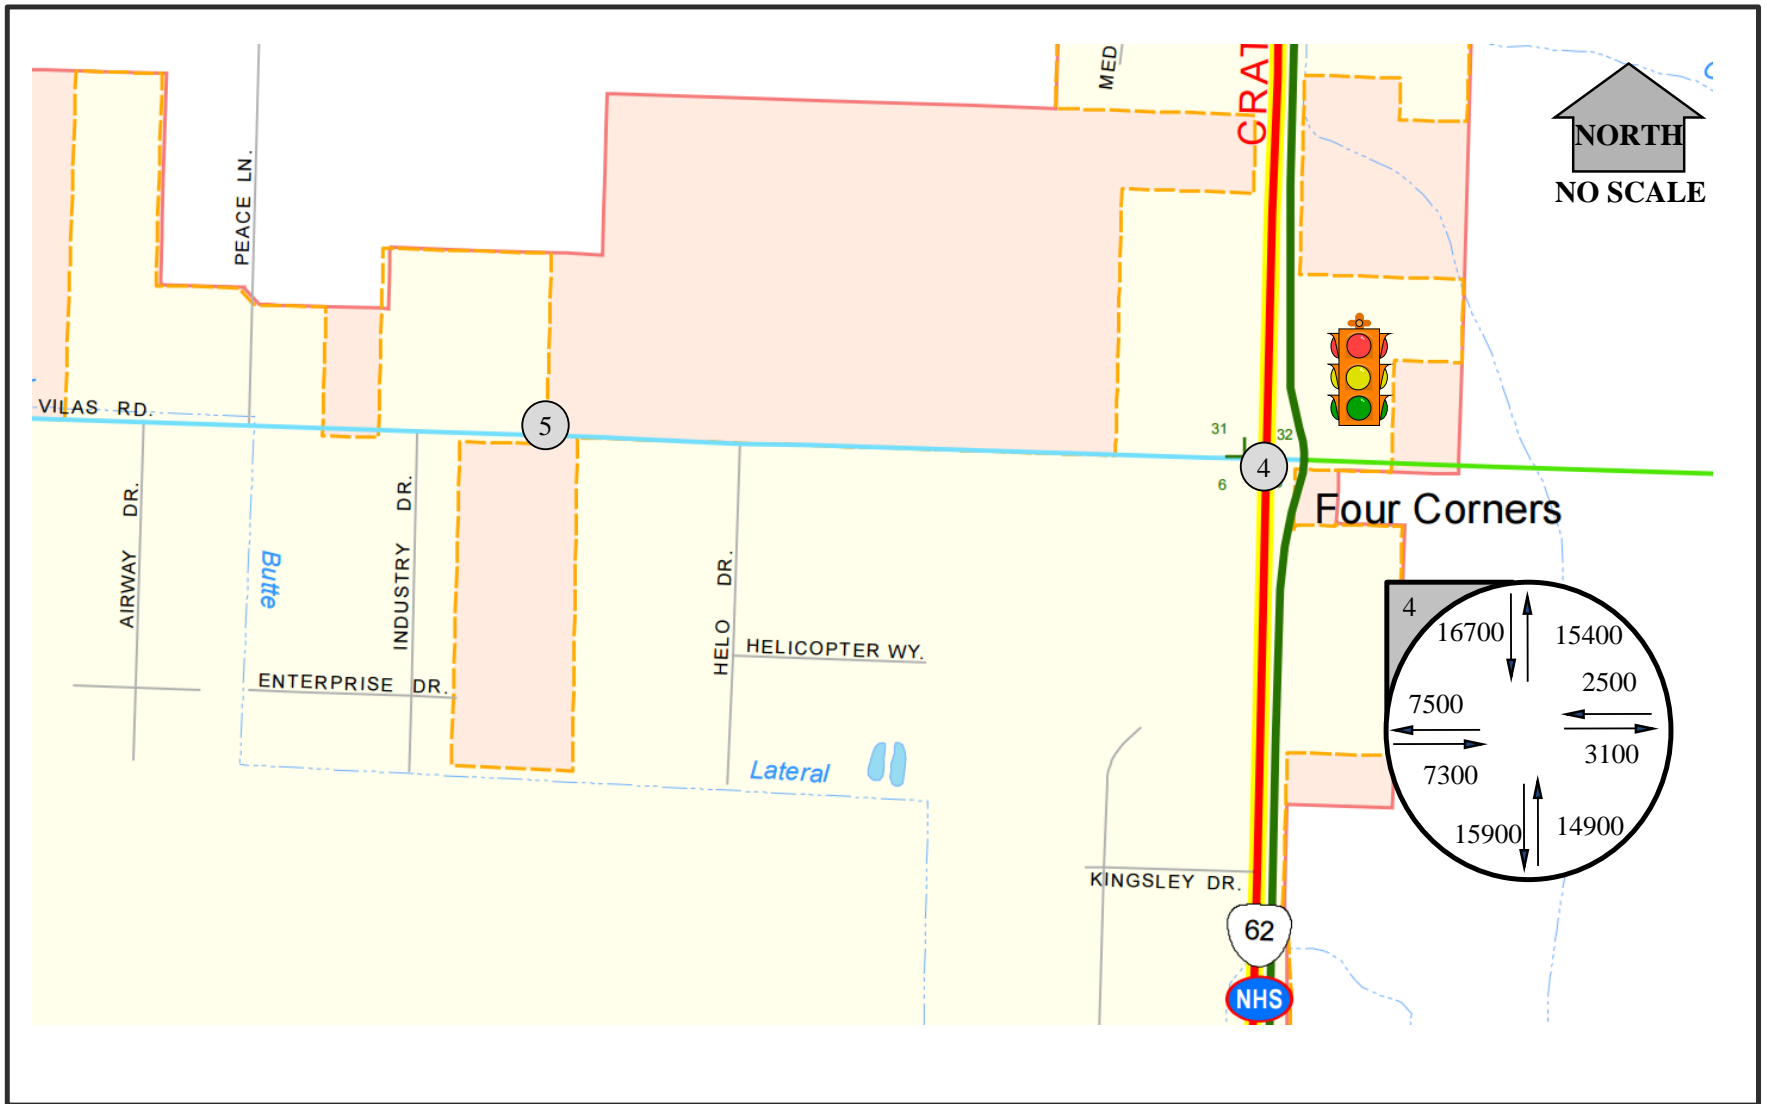 MED
CRAT
NORTH
NO SCALE
PEACE LN.
VILAS RD.
5
31
32
4
6
Four Corners
AIRWAY DR.
Butte
INDUSTRY DR.
HELO DR.
HELICOPTER WY.
ENTERPRISE DR.
Lateral
KINGSLEY DR.
62
NHS
4
16700
15400
2500
7500
3100
7300
15900
14900